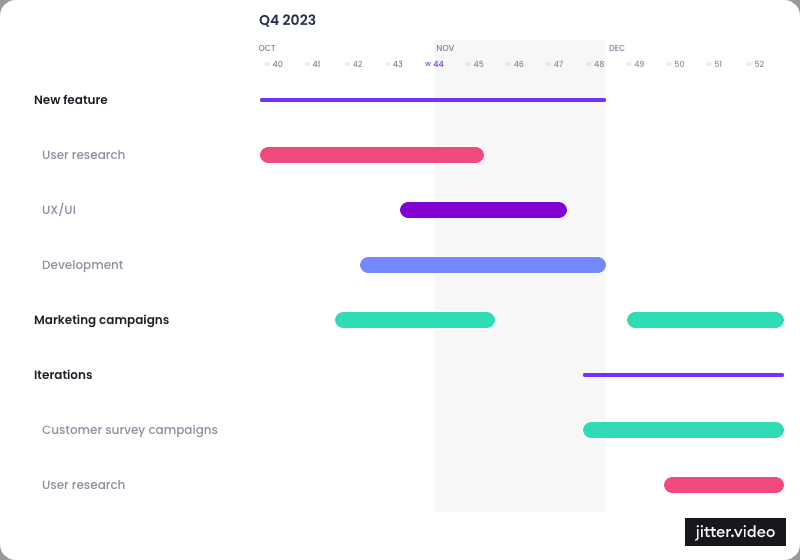 Q4 2023
OCT NOV DEC
W 40 W 41 W 42 W 43 W 44 W 45 W 46 W 47 W 48 W 49 W 50 W 51 W 52
New feature
User research
UX/UI
Development
Marketing campaigns
Iterations
Customer survey campaigns
User research
jitter.video